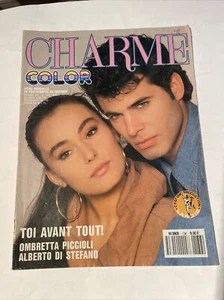 CHARME
COLOR
TOI AVANT TOUT!
OMBRETTA PICCIOLI
ALBERTO DI STEFANO